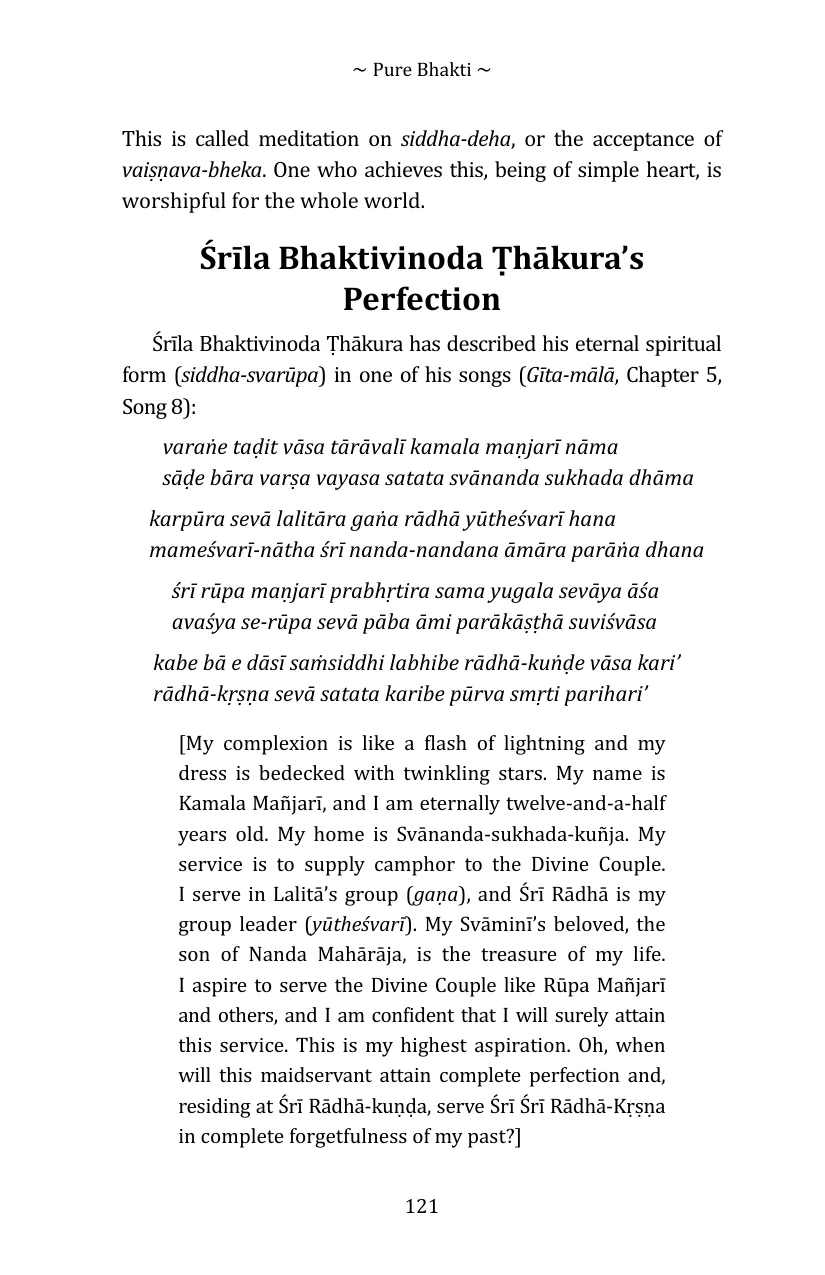 ~ Pure Bhakti ~
This is called meditation on siddha-deha, or the acceptance of
vaiṣṇava-bheka. One who achieves this, being of simple heart, is
worshipful for the whole world.
Śrīla Bhaktivinoda Ṭhākura’s
Perfection
Śrīla Bhaktivinoda Ṭhākura has described his eternal spiritual
form (siddha-svarūpa) in one of his songs (Gīta-mālā, Chapter 5,
Song 8):
varaṅe taḍit vāsa tārāvalī kamala maṇjarī nāma
sāḍe bāra varṣa vayasa satata svānanda sukhada dhāma
karpūra sevā lalitāra gaṅa rādhā yūtheśvarī hana
mameśvarī-nātha śrī nanda-nandana āmāra parāṅa dhana
śrī rūpa maṇjarī prabhṛtira sama yugala sevāya āśa
avaśya se-rūpa sevā pāba āmi parākāṣṭhā suviśvāsa
kabe bā e dāsī saṁsiddhi labhibe rādhā-kuṅḍe vāsa kari’
rādhā-kṛṣṇa sevā satata karibe pūrva smṛti parihari’
[My complexion is like a flash of lightning and my
dress is bedecked with twinkling stars. My name is
Kamala Mañjarī, and I am eternally twelve-and-a-half
years old. My home is Svānanda-sukhada-kuñja. My
service is to supply camphor to the Divine Couple.
I serve in Lalitā’s group (gaṇa), and Śrī Rādhā is my
group leader (yūtheśvarī). My Svāminī’s beloved, the
son of Nanda Mahārāja, is the treasure of my life.
I aspire to serve the Divine Couple like Rūpa Mañjarī
and others, and I am confident that I will surely attain
this service. This is my highest aspiration. Oh, when
will this maidservant attain complete perfection and,
residing at Śrī Rādhā-kuṇḍa, serve Śrī Śrī Rādhā-Kṛṣṇa
in complete forgetfulness of my past?]
121